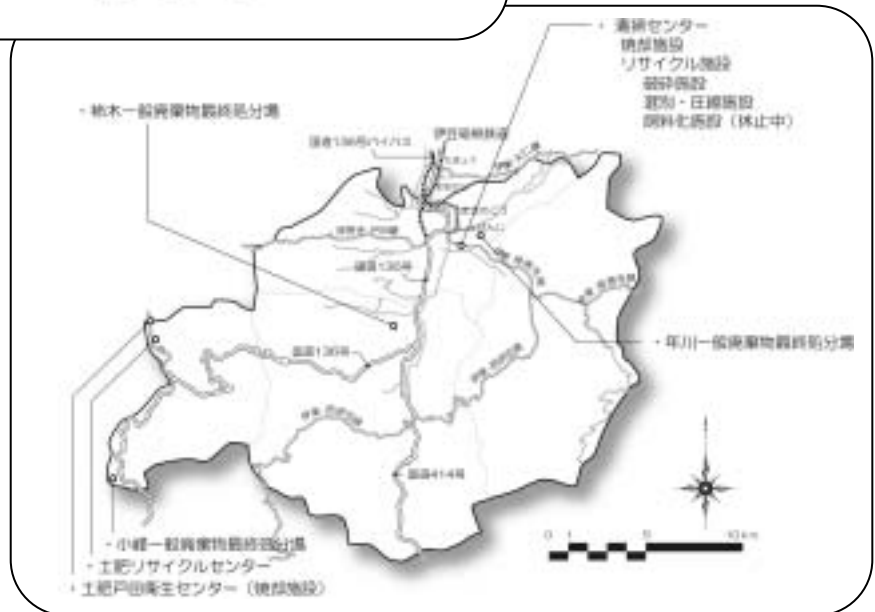 ・ 清掃センター
焼却施設
リサイクル施設
破砕施設
選別・圧縮施設
飼料化施設（休止中）
・柿木一般廃棄物最終処分場
国道136号バイパス
伊豆箱根鉄道
国道136号
・年川一般廃棄物最終処分場
国道136号
国道414号
0 1 5 10km
・小峰一般廃棄物最終処分場
・土肥リサイクルセンター
・土肥戸田衛生センター（焼却施設）